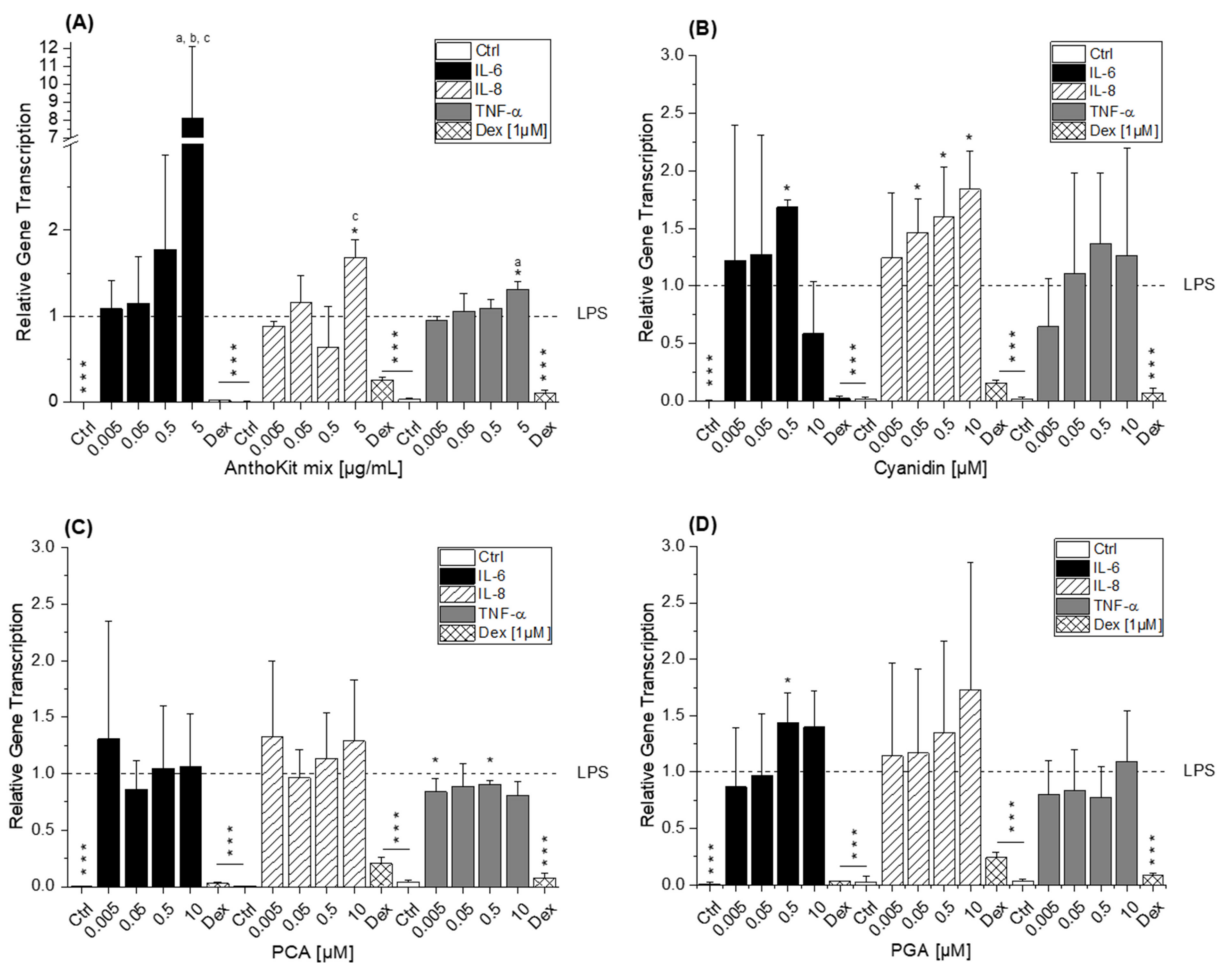 (A)
a, b, c
12
11
10
9
8
7
2
1
0
Relative Gene Transcription
Ctrl
IL-6
IL-8
TNF-α
Dex [1µM]
c
*
a
*
LPS
***
***
***
***
Ctrl 0.005 0.05 0.5 5 Dex Ctrl 0.005 0.05 0.5 5 Dex Ctrl 0.005 0.05 0.5 5 Dex
AnthoKit mix [µg/mL]
(B)
3.0
2.5
2.0
1.5
1.0
0.5
0.0
Relative Gene Transcription
Ctrl
IL-6
IL-8
TNF-α
Dex [1µM]
* * * *
LPS
***
***
***
***
Ctrl 0.005 0.05 0.5 10 Dex Ctrl 0.005 0.05 0.5 10 Dex Ctrl 0.005 0.05 0.5 10 Dex
Cyanidin [µM]
(C)
3.0
2.5
2.0
1.5
1.0
0.5
0.0
Relative Gene Transcription
Ctrl
IL-6
IL-8
TNF-α
Dex [1µM]
* *
LPS
***
***
***
***
Ctrl 0.005 0.05 0.5 10 Dex Ctrl 0.005 0.05 0.5 10 Dex Ctrl 0.005 0.05 0.5 10 Dex
PCA [µM]
(D)
3.0
2.5
2.0
1.5
1.0
0.5
0.0
Relative Gene Transcription
Ctrl
IL-6
IL-8
TNF-α
Dex [1µM]
*
LPS
***
***
***
***
Ctrl 0.005 0.05 0.5 10 Dex Ctrl 0.005 0.05 0.5 10 Dex Ctrl 0.005 0.05 0.5 10 Dex
PGA [µM]